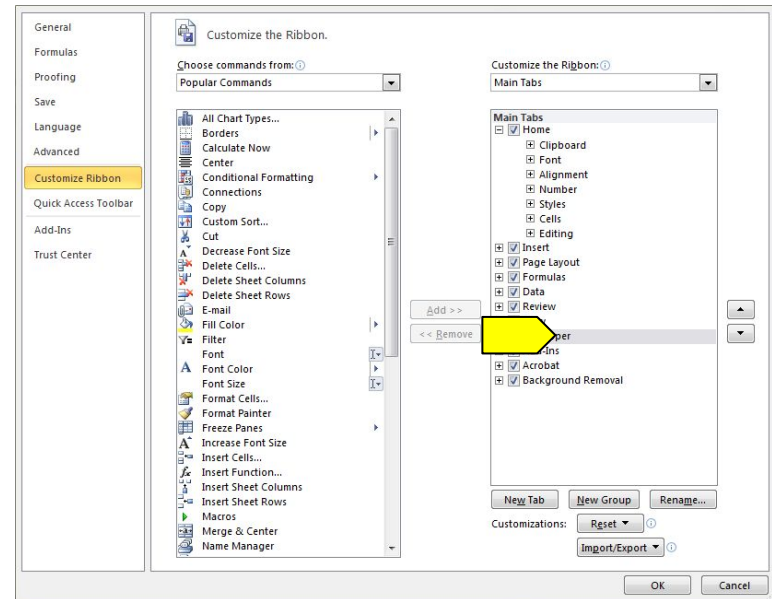 General
Formulas
Proofing
Save
Language
Advanced
Customize Ribbon
Quick Access Toolbar
Add-Ins
Trust Center
Customize the Ribbon.
Choose commands from:
Popular Commands
All Chart Types...
Borders
Calculate Now
Center
Conditional Formatting
Connections
Copy
Custom Sort...
Cut
Decrease Font Size
Delete Cells...
Delete Sheet Columns
Delete Sheet Rows
E-mail
Fill Color
Filter
Font
Font Color
Font Size
Format Cells...
Format Painter
Freeze Panes
Increase Font Size
Insert Cells...
Insert Function...
Insert Sheet Columns
Insert Sheet Rows
Macros
Merge & Center
Name Manager
Add >>
<< Remove
Customize the Ribbon:
Main Tabs
Main Tabs
Home
Clipboard
Font
Alignment
Number
Styles
Cells
Editing
Insert
Page Layout
Formulas
Data
Review
per
-Ins
Acrobat
Background Removal
New Tab
New Group
Rename...
Customizations:
Reset
Import/Export
OK
Cancel